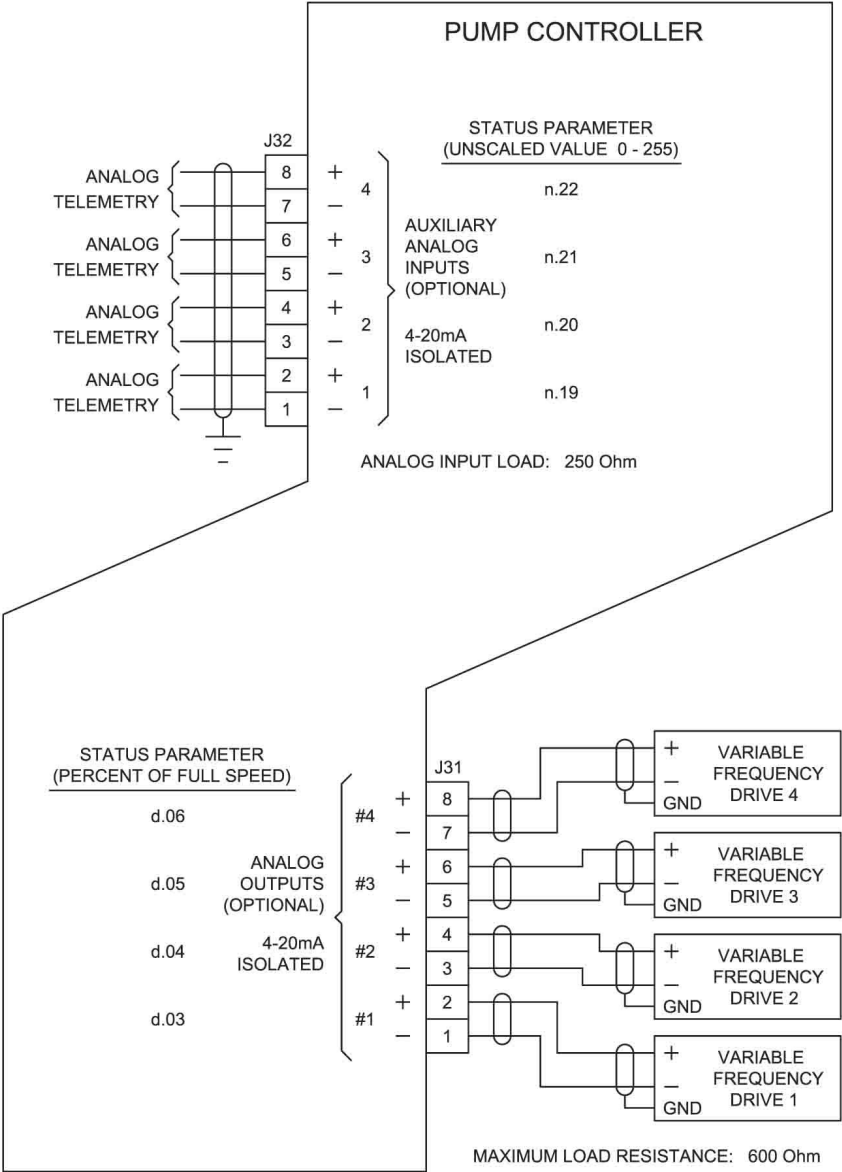 PUMP CONTROLLER
STATUS PARAMETER
(UNSCALED VALUE 0 - 255)
J32
ANALOG
TELEMETRY
8
+
7
−
4
n.22
ANALOG
TELEMETRY
6
+
5
−
3
n.21
ANALOG
TELEMETRY
4
+
3
−
2
n.20
ANALOG
TELEMETRY
2
+
1
−
1
n.19
AUXILIARY
ANALOG
INPUTS
(OPTIONAL)
4-20mA
ISOLATED
ANALOG INPUT LOAD: 250 Ohm
STATUS PARAMETER
(PERCENT OF FULL SPEED)
d.06
d.05
d.04
d.03
ANALOG
OUTPUTS
(OPTIONAL)
4-20mA
ISOLATED
J31
#4
+
8
−
7
#3
+
6
−
5
#2
+
4
−
3
#1
+
2
−
1
+
−
GND
VARIABLE
FREQUENCY
DRIVE 4
+
−
GND
VARIABLE
FREQUENCY
DRIVE 3
+
−
GND
VARIABLE
FREQUENCY
DRIVE 2
+
−
GND
VARIABLE
FREQUENCY
DRIVE 1
MAXIMUM LOAD RESISTANCE: 600 Ohm